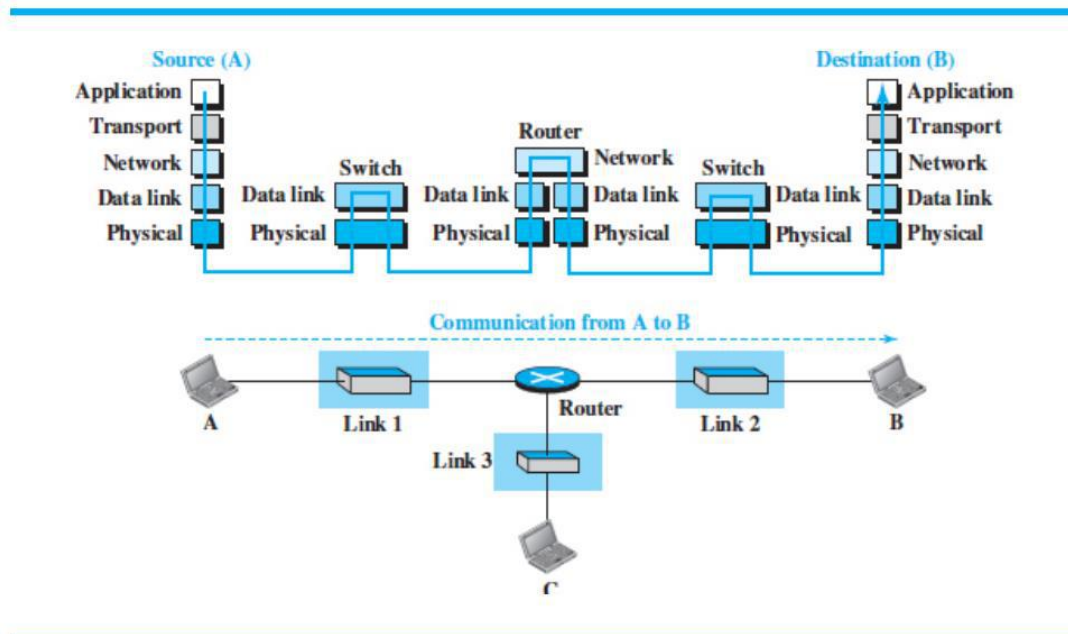 Source (A) Destination (B)
Application Application
Transport Transport
Router
Network Network Network
Switch Switch
Data link Data link Data link Data link Data link Data link
Physical Physical Physical Physical Physical Physical
Communication from A to B
Router
A Link 1 Link 2 B
Link 3
C